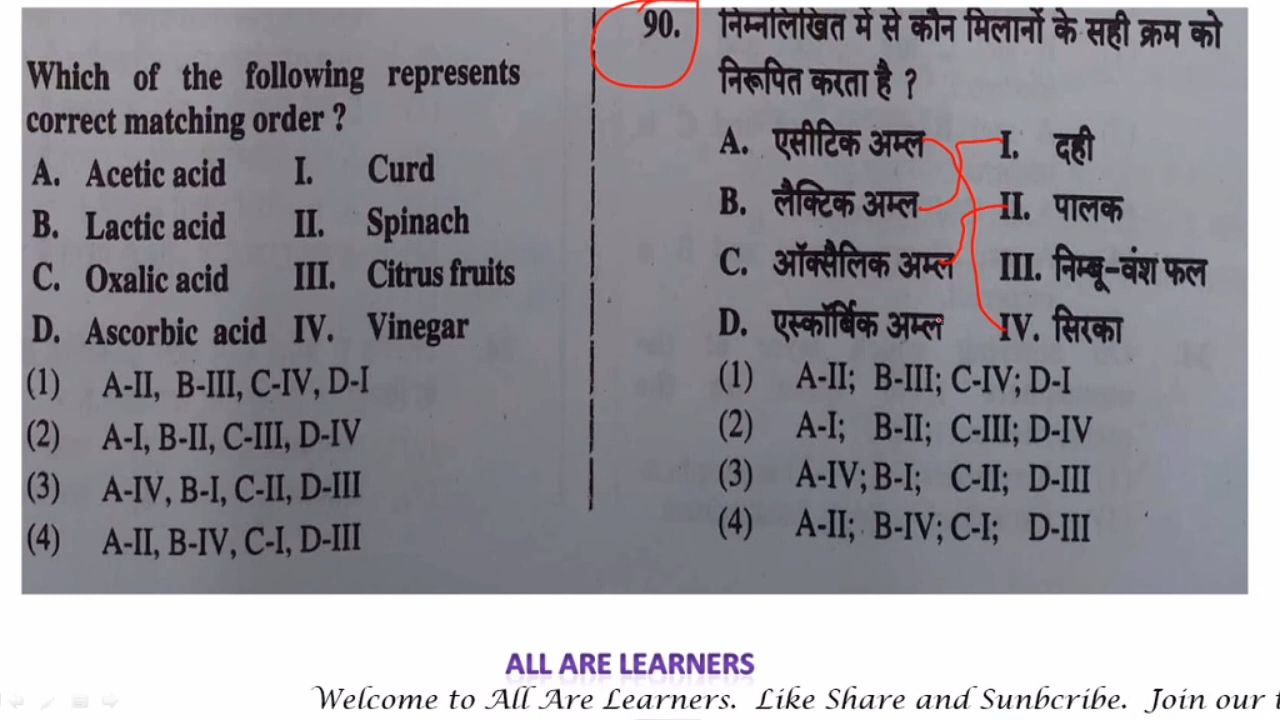 Which of the following represents
correct matching order ?
A. Acetic acid I. Curd
B. Lactic acid II. Spinach
C. Oxalic acid III. Citrus fruits
D. Ascorbic acid IV. Vinegar
(1) A-II, B-III, C-IV, D-I
(2) A-I, B-II, C-III, D-IV
(3) A-IV, B-I, C-II, D-III
(4) A-II, B-IV, C-I, D-III
90. निम्नलिखित में से कौन मिलानों के सही क्रम को
निरूपित करता है ?
A. एसीटिक अम्ल I. दही
B. लैक्टिक अम्ल II. पालक
C. ऑक्सैलिक अम्ल III. निम्बू-वंश फल
D. एस्कॉर्बिक अम्ल IV. सिरका
(1) A-II; B-III; C-IV; D-I
(2) A-I; B-II; C-III; D-IV
(3) A-IV; B-I; C-II; D-III
(4) A-II; B-IV; C-I; D-III
ALL ARE LEARNERS
Welcome to All Are Learners. Like Share and Sunbcribe. Join our t